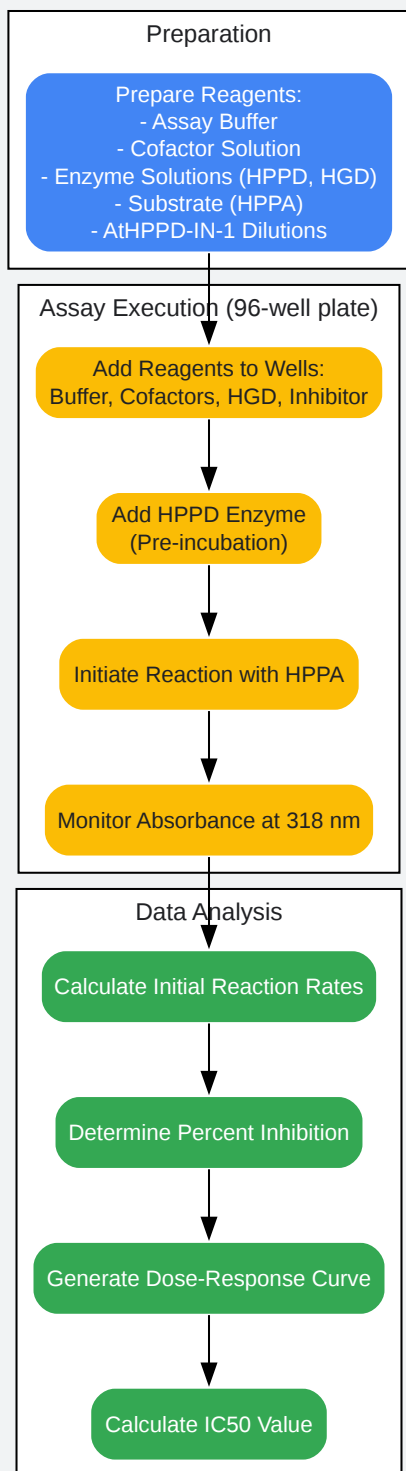 Preparation
Prepare Reagents:
- Assay Buffer
- Cofactor Solution
- Enzyme Solutions (HPPD, HGD)
- Substrate (HPPA)
- AtHPPD-IN-1 Dilutions
Assay Execution (96-well plate)
Add Reagents to Wells:
Buffer, Cofactors, HGD, Inhibitor
Add HPPD Enzyme
(Pre-incubation)
Initiate Reaction with HPPA
Monitor Absorbance at 318 nm
Data Analysis
Calculate Initial Reaction Rates
Determine Percent Inhibition
Generate Dose-Response Curve
Calculate IC50 Value